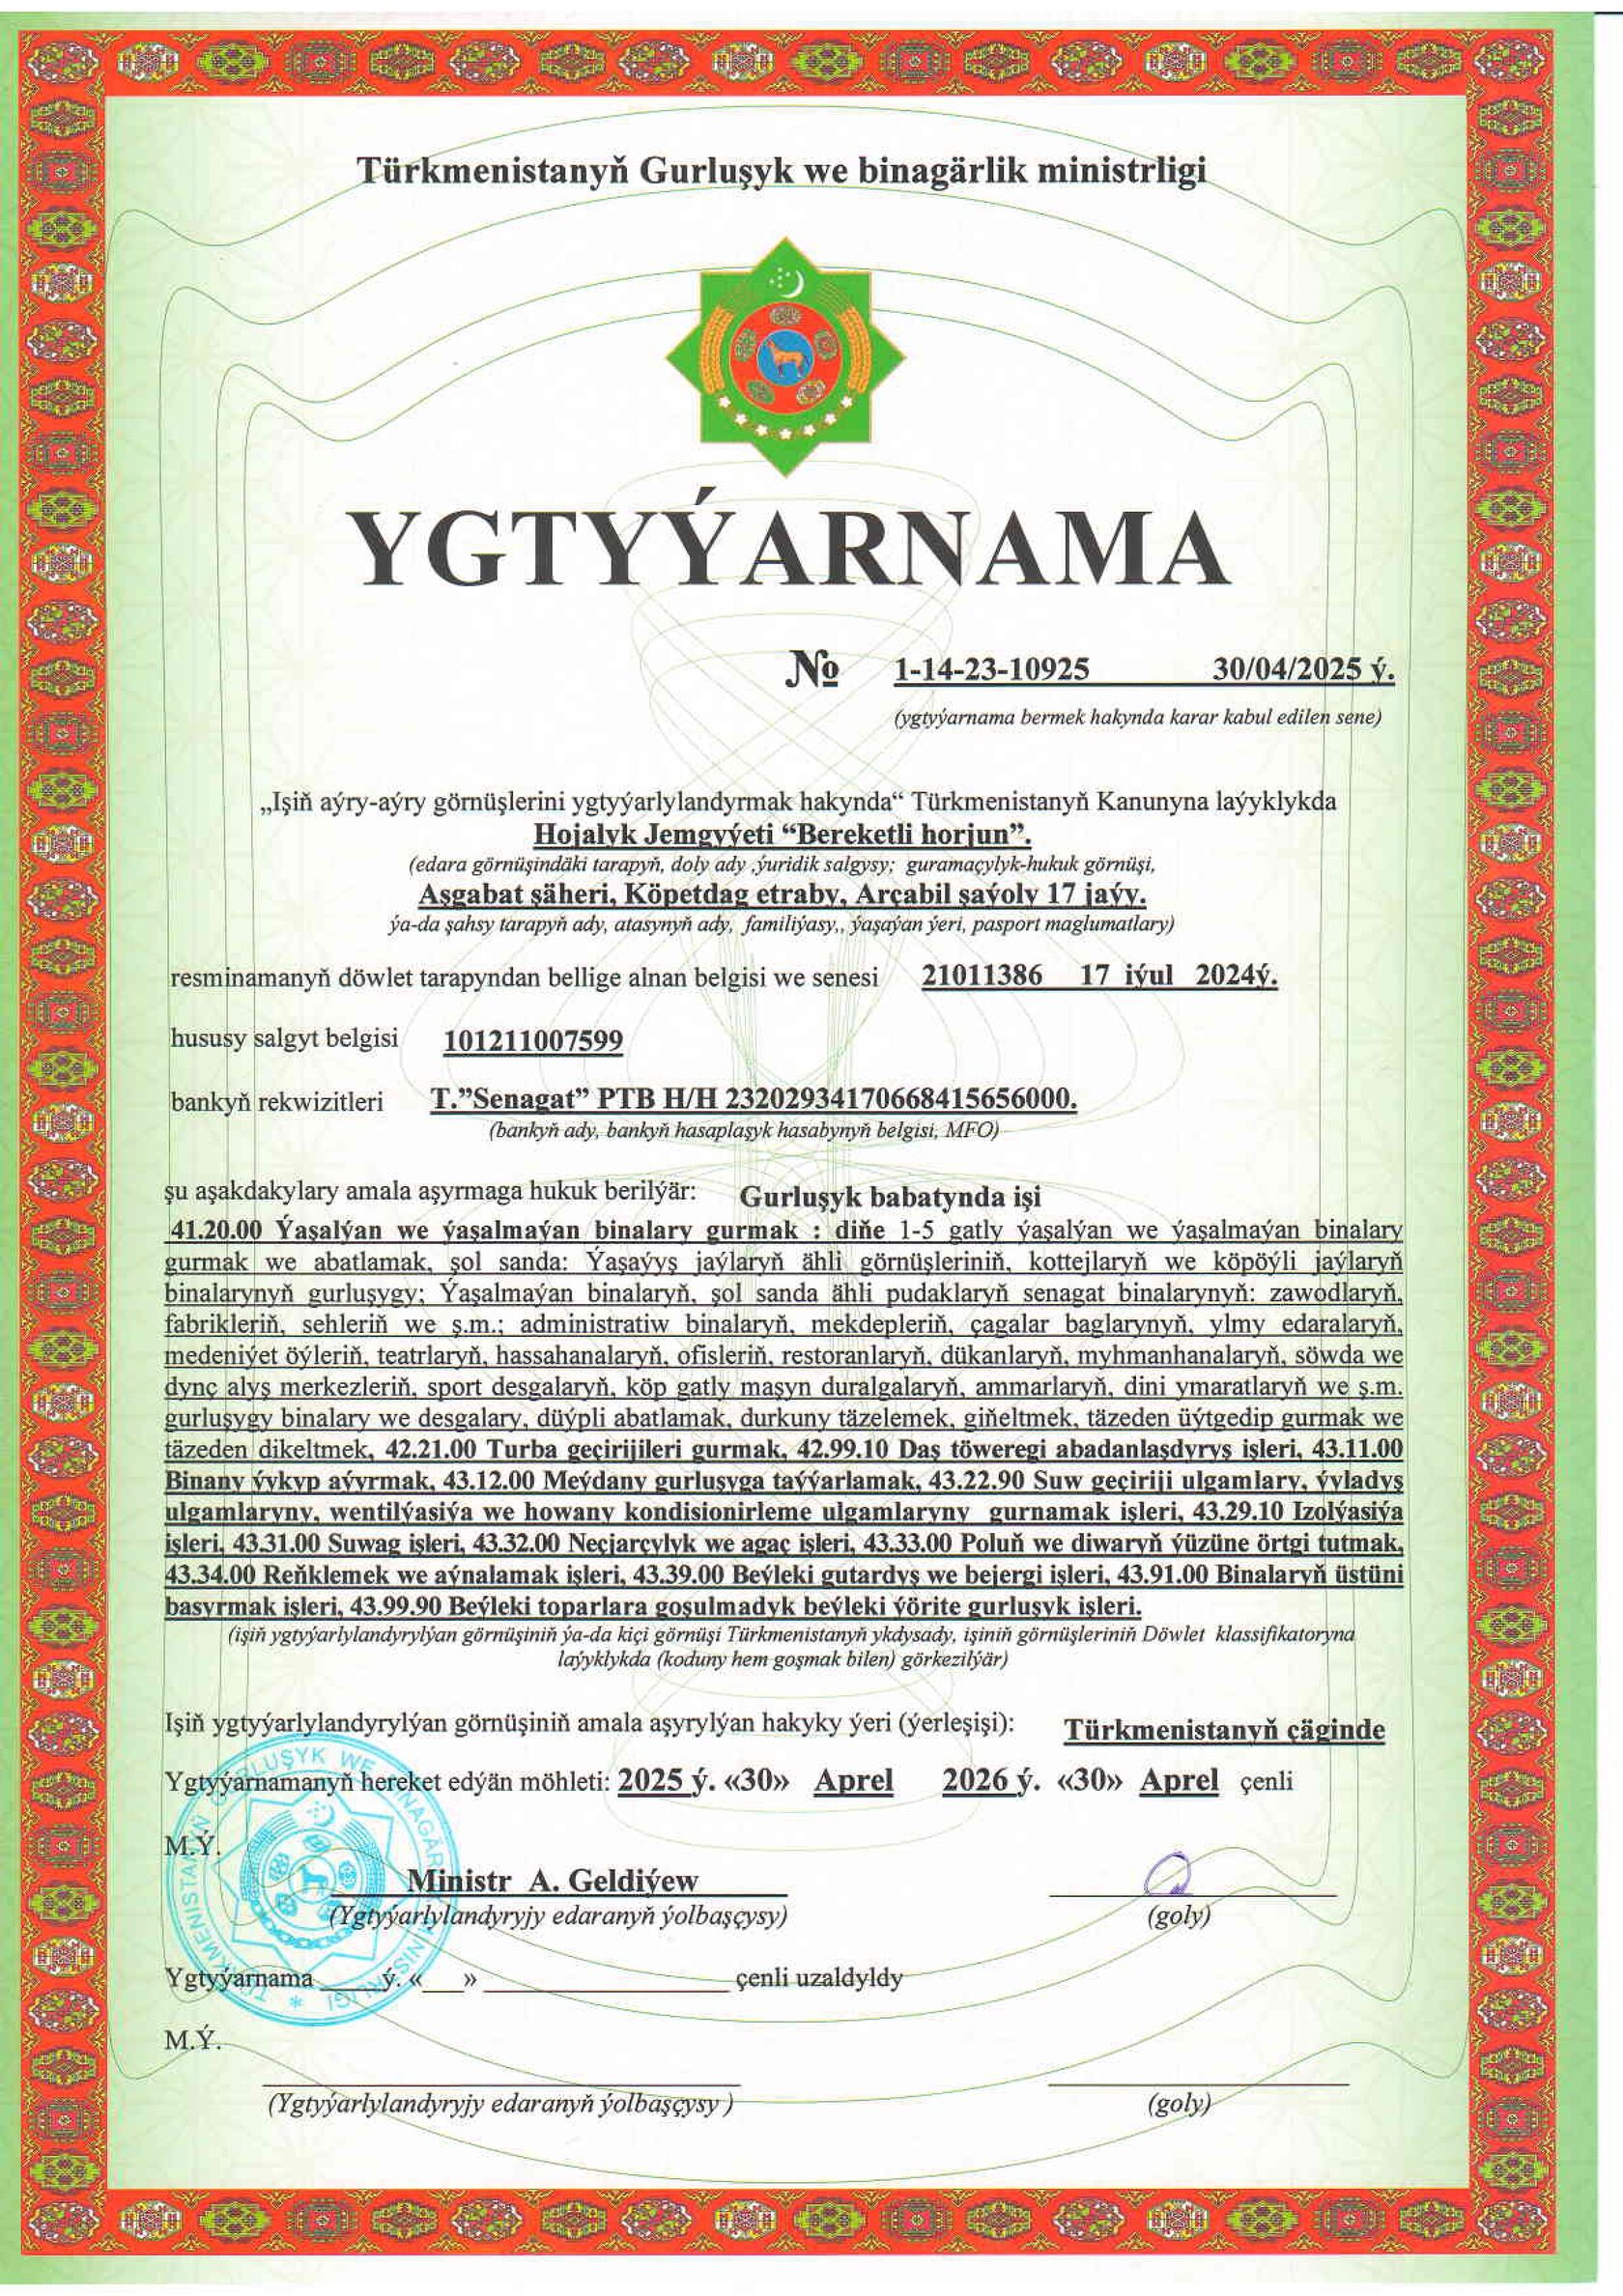 Türkmenistanyň Gurluşyk we binagärlik ministrligi
YGTYÝARNAMA
№ 1-14-23-10925 30/04/2025 ý.
(ygtyýarnama bermek hakynda karar kabul edilen sene)
„Işiň aýry-aýry görnüşlerini ygtyýarlylandyrmak hakynda“ Türkmenistanyň Kanunyna laýyklykda
Hojalyk Jemgyýeti “Bereketli horjun”.
(edara görnüşindäki tarapyň, doly ady ,ýuridik salgysy; guramaçylyk-hukuk görnüşi,
Aşgabat şäheri, Köpetdag etraby, Arçabil şaýoly 17 jaýy.
ýa-da şahsy tarapyň ady, atasynyň ady, familiýasy,, ýaşaýan ýeri, pasport maglumatlary)
resminamanyň döwlet tarapyndan bellige alnan belgisi we senesi 21011386 17 iýul 2024ý.
hususy salgyt belgisi 101211007599
bankyň rekwizitleri T.”Senagat” PTB H/H 23202934170668415656000.
(bankyň ady, bankyň hasaplaşyk hasabynyň belgisi, MFO)
şu aşakdakylary amala aşyrmaga hukuk berilýär: Gurluşyk babatynda işi
41.20.00 Ýaşalýan we ýaşalmaýan binalary gurmak : diňe 1-5 gatly ýaşalýan we ýaşalmaýan binalary
gurmak we abatlamak, şol sanda: Ýaşaýyş jaýlaryň ähli görnüşleriniň, kottejlaryň we köpöýli jaýlaryň
binalarynyň gurluşygy; Ýaşalmaýan binalaryň, şol sanda ähli pudaklaryň senagat binalarynyň: zawodlaryň,
fabrikleriň, sehleriň we ş.m.; administratiw binalaryň, mekdepleriň, çagalar baglarynyň, ylmy edaralaryň,
medeniýet öýleriň, teatrlaryň, hassahanalaryň, ofisleriň, restoranlaryň, dükanlaryň, myhmanhanalaryň, söwda we
dynç alyş merkezleriň, sport desgalaryň, köp gatly maşyn duralgalaryň, ammarlaryň, dini ymaratlaryň we ş.m.
gurluşygy binalary we desgalary, düýpli abatlamak, durkuny täzelemek, giňeltmek, täzeden üýtgedip gurmak we
täzeden dikeltmek, 42.21.00 Turba geçirijileri gurmak, 42.99.10 Daş töweregi abadanlaşdyryş işleri, 43.11.00
Binany ýykyp aýyrmak, 43.12.00 Meýdany gurluşyga taýýarlamak, 43.22.90 Suw geçiriji ulgamlary, ýyladyş
ulgamlaryny, wentilýasiýa we howany kondisionirleme ulgamlaryny gurnamak işleri, 43.29.10 Izolýasiýa
işleri, 43.31.00 Suwag işleri, 43.32.00 Neçjarçylyk we agaç işleri, 43.33.00 Poluň we diwaryň ýüzüne örtgi tutmak,
43.34.00 Reňklemek we aýnalamak işleri, 43.39.00 Beýleki gutardyş we bejergi işleri, 43.91.00 Binalaryň üstüni
basyrmak işleri, 43.99.90 Beýleki toparlara goşulmadyk beýleki ýörite gurluşyk işleri.
(işiň ygtyýarlylandyrylýan görnüşiniň ýa-da kiçi görnüşi Türkmenistanyň ykdysady, işiniň görnüşleriniň Döwlet klassifikatoryna
laýyklykda (koduny hem goşmak bilen) görkezilýär)
Işiň ygtyýarlylandyrylýan görnüşiniň amala aşyrylýan hakyky ýeri (ýerleşişi): Türkmenistanyň çäginde
Ygtyýarnamanyň hereket edýän möhleti: 2025 ý. «30» Aprel 2026 ý. «30» Aprel çenli
M.Ý.
Ministr A. Geldiýew
(Ygtyýarlylandyryjy edaranyň ýolbaşçysy) (goly)
Ygtyýarnama ____ý. «___» ____________ çenli uzaldyldy
M.Ý.
(Ygtyýarlylandyryjy edaranyň ýolbaşçysy ) (goly)
TÜRKMENISTANYŇ GURLUŞYK WE BINAGÄRLIK MINISTRLIGI *